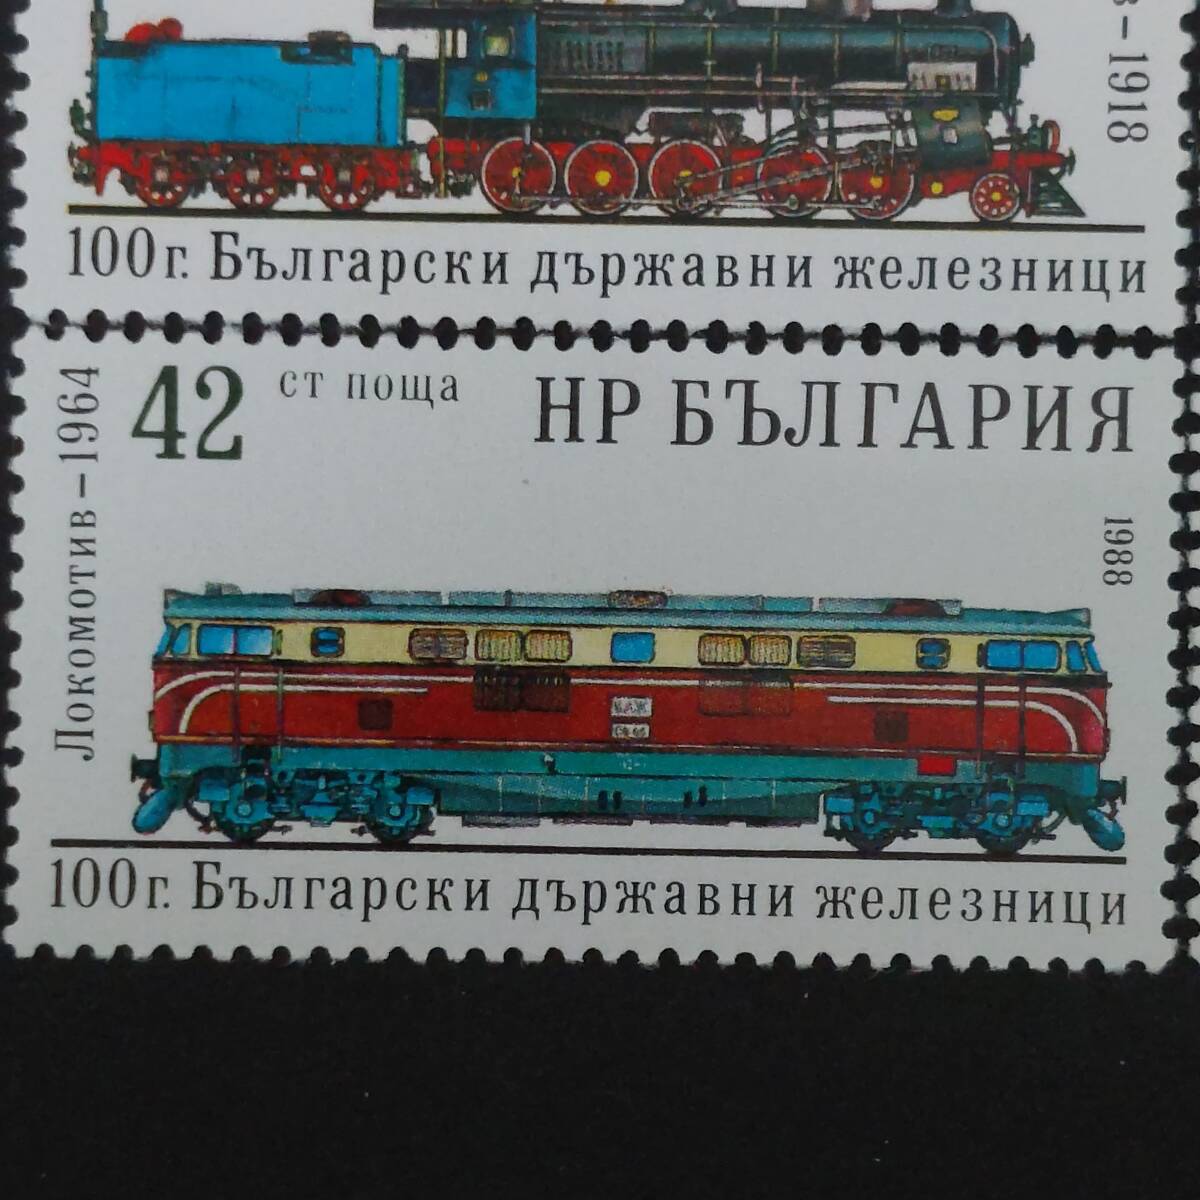 1918
100г. Български държавни железници
Локомотив – 1964
42 ст поща
НР БЪЛГАРИЯ
1988
100г. Български държавни железници